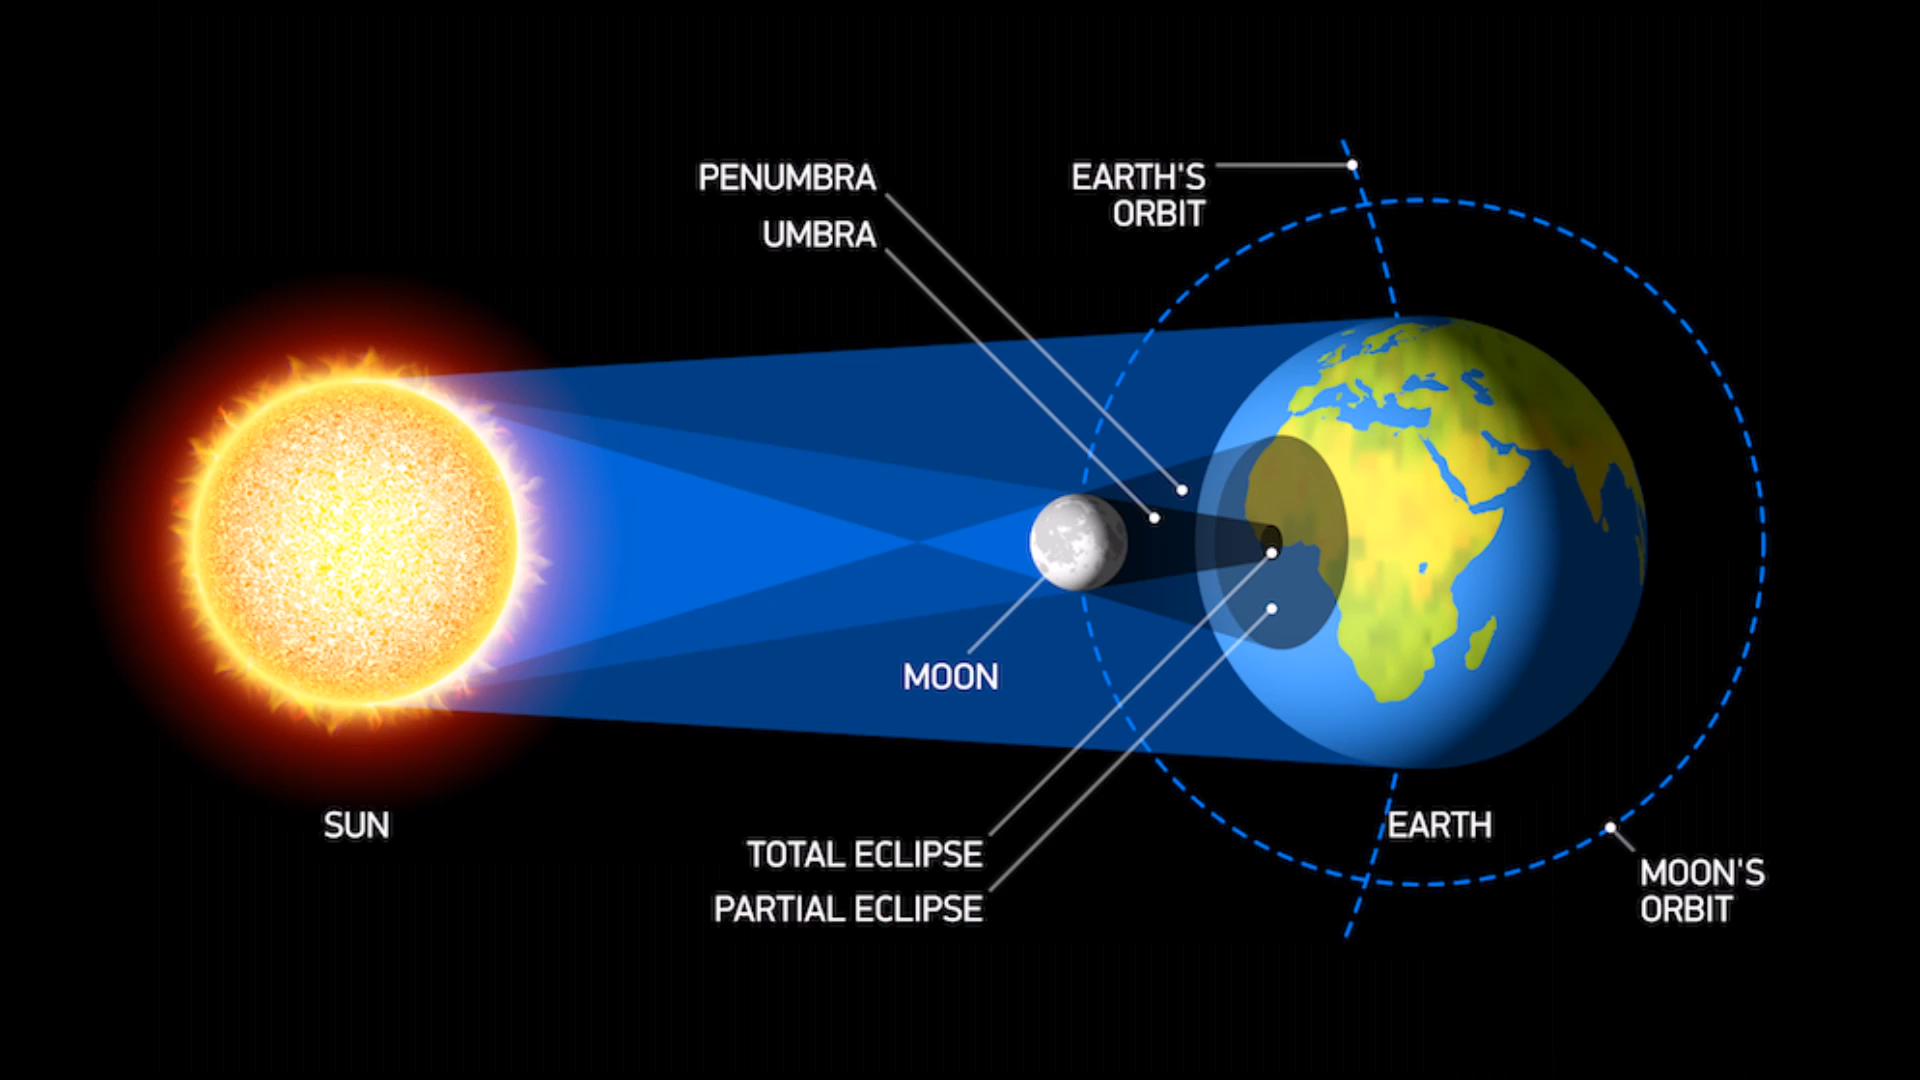 PENUMBRA
UMBRA
EARTH'S
ORBIT
MOON
SUN
TOTAL ECLIPSE
PARTIAL ECLIPSE
EARTH
MOON'S
ORBIT